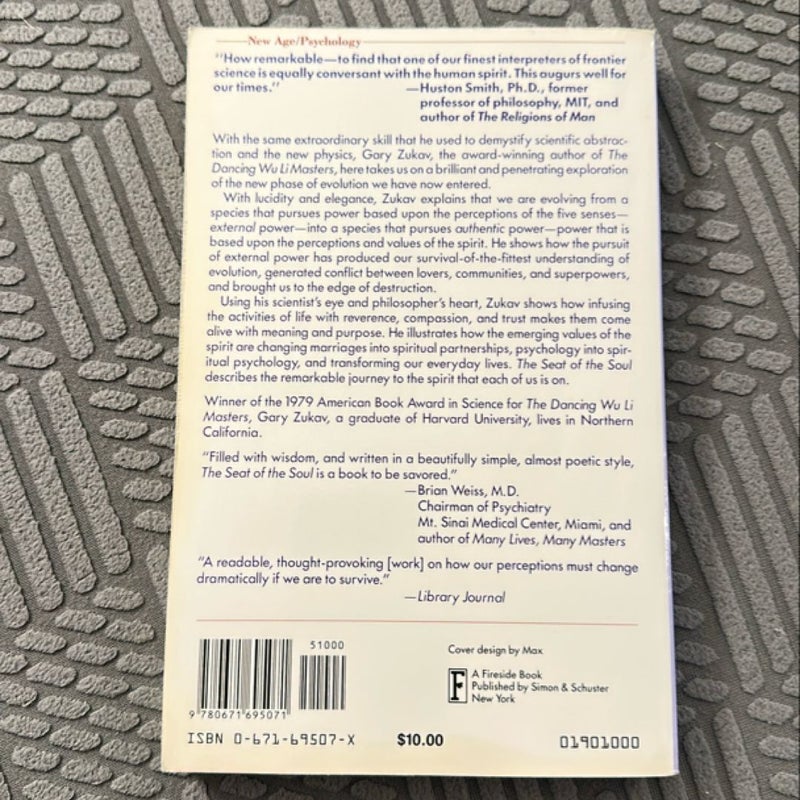 New Age/Psychology
"How remarkable—to find that one of our finest interpreters of frontier
science is equally conversant with the human spirit. This augurs well for
our times."
—Huston Smith, Ph.D., former
professor of philosophy, MIT, and
author of The Religions of Man
With the same extraordinary skill that he used to demystify scientific abstrac-
tion and the new physics, Gary Zukav, the award-winning author of The
Dancing Wu Li Masters, here takes us on a brilliant and penetrating exploration
of the new phase of evolution we have now entered.
With lucidity and elegance, Zukav explains that we are evolving from a
species that pursues power based upon the perceptions of the five senses—
external power—into a species that pursues authentic power—power that is
based upon the perceptions and values of the spirit. He shows how the pursuit
of external power has produced our survival-of-the-fittest understanding of
evolution, generated conflict between lovers, communities, and superpowers,
and brought us to the edge of destruction.
Using his scientist's eye and philosopher's heart, Zukav shows how infusing
the activities of life with reverence, compassion, and trust makes them come
alive with meaning and purpose. He illustrates how the emerging values of the
spirit are changing marriages into spiritual partnerships, psychology into spir-
itual psychology, and transforming our everyday lives. The Seat of the Soul
describes the remarkable journey to the spirit that each of us is on.
Winner of the 1979 American Book Award in Science for The Dancing Wu Li
Masters, Gary Zukav, a graduate of Harvard University, lives in Northern
California.
"Filled with wisdom, and written in a beautifully simple, almost poetic style,
The Seat of the Soul is a book to be savored."
—Brian Weiss, M.D.
Chairman of Psychiatry
Mt. Sinai Medical Center, Miami, and
author of Many Lives, Many Masters
"A readable, thought-provoking [work] on how our perceptions must change
dramatically if we are to survive."
—Library Journal
51000
9 780671 695071
ISBN 0-671-69507-X
$10.00
Cover design by Max
F
A Fireside Book
Published by Simon & Schuster
New York
01901000